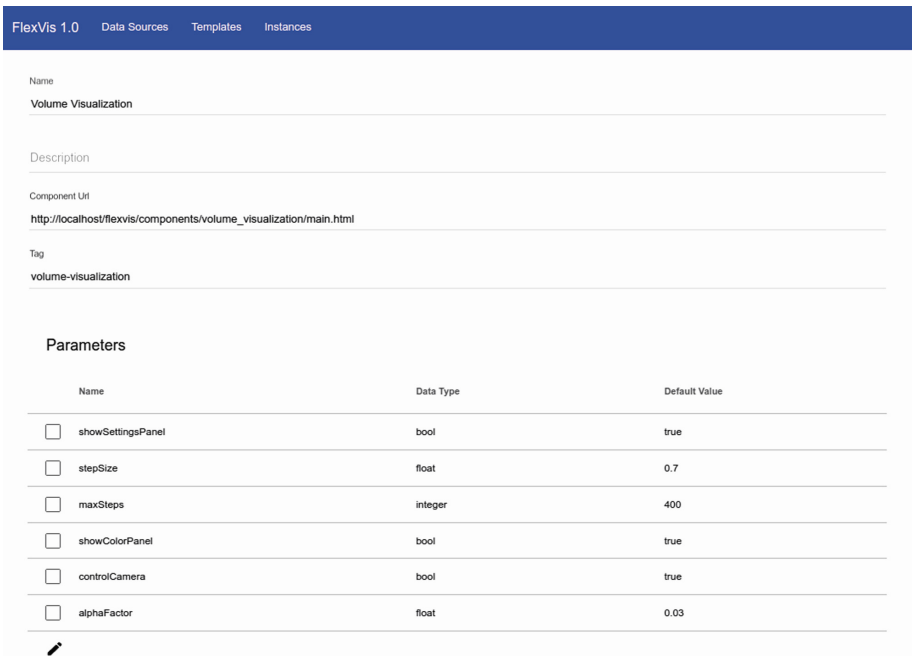 FlexVis 1.0 Data Sources Templates Instances
Name
Volume Visualization
Description
Component Url
http://localhost/flexvis/components/volume_visualization/main.html
Tag
volume-visualization
Parameters
Name Data Type Default Value
showSettingsPanel bool true
stepSize float 0.7
maxSteps integer 400
showColorPanel bool true
controlCamera bool true
alphaFactor float 0.03